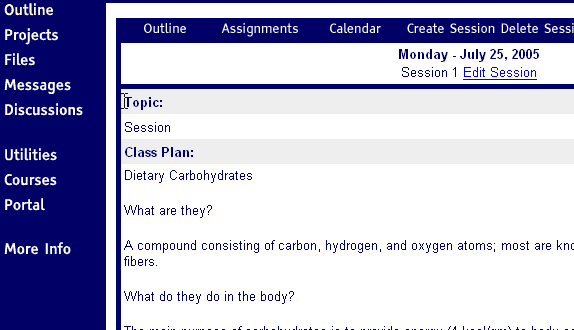 Outline
Projects
Files
Messages
Discussions
Utilities
Courses
Portal
More Info
Outline Assignments Calendar Create Session Delete Sessi
Monday - July 25, 2005
Session 1 Edit Session
Topic:
Session
Class Plan:
Dietary Carbohydrates
What are they?
A compound consisting of carbon, hydrogen, and oxygen atoms; most are kno
fibers.
What do they do in the body?
The main purpose of carbohydrates is to provide energy (4 kcal/gm) to body